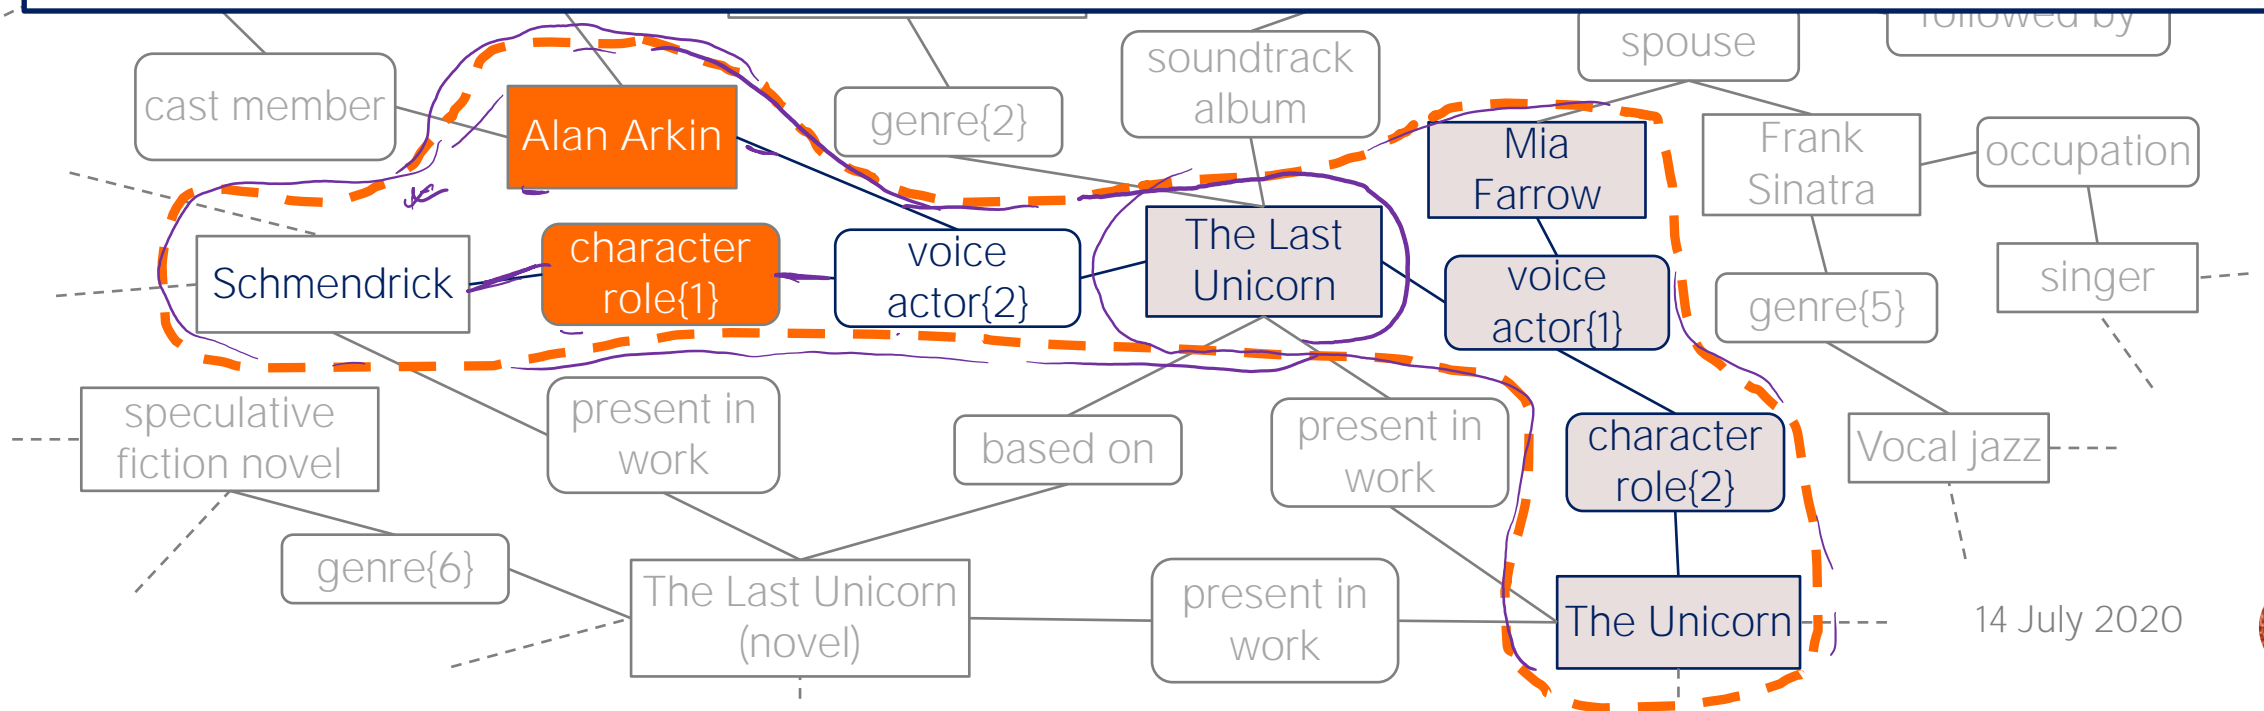 followed by
spouse
soundtrack
album
cast member
genre{2}
Alan Arkin
Mia
Farrow
Frank
Sinatra
occupation
Schmendrick
character
role{1}
voice
actor{2}
The Last
Unicorn
voice
actor{1}
genre{5}
singer
speculative
fiction novel
present in
work
based on
present in
work
character
role{2}
Vocal jazz
genre{6}
The Last Unicorn
(novel)
present in
work
The Unicorn
14 July 2020